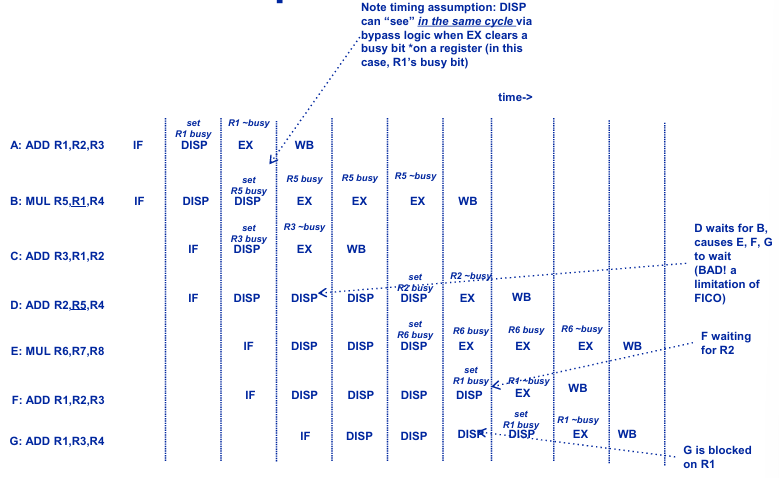 Note timing assumption: DISP
can “see” in the same cycle via
bypass logic when EX clears a
busy bit *on a register (in this
case, R1’s busy bit)
time->
set
R1 busy
R1 ~busy
A: ADD R1,R2,R3 IF DISP EX WB
set
R5 busy
R5 busy R5 busy R5 ~busy
B: MUL R5,R1,R4 IF DISP DISP EX EX EX WB
set
R3 busy
R3 ~busy
C: ADD R3,R1,R2 IF DISP EX WB
D waits for B,
causes E, F, G
to wait
(BAD! a
limitation of
FICO)
set
R2 busy
R2 ~busy
D: ADD R2,R5,R4 IF DISP DISP DISP DISP EX WB
set
R6 busy
R6 busy R6 busy R6 ~busy
E: MUL R6,R7,R8 IF DISP DISP DISP EX EX EX WB
F waiting
for R2
set
R1 busy
R1 ~busy
F: ADD R1,R2,R3 IF DISP DISP DISP DISP EX WB
set
R1 busy
R1 ~busy
G: ADD R1,R3,R4 IF DISP DISP DISP DISP EX WB
G is blocked
on R1